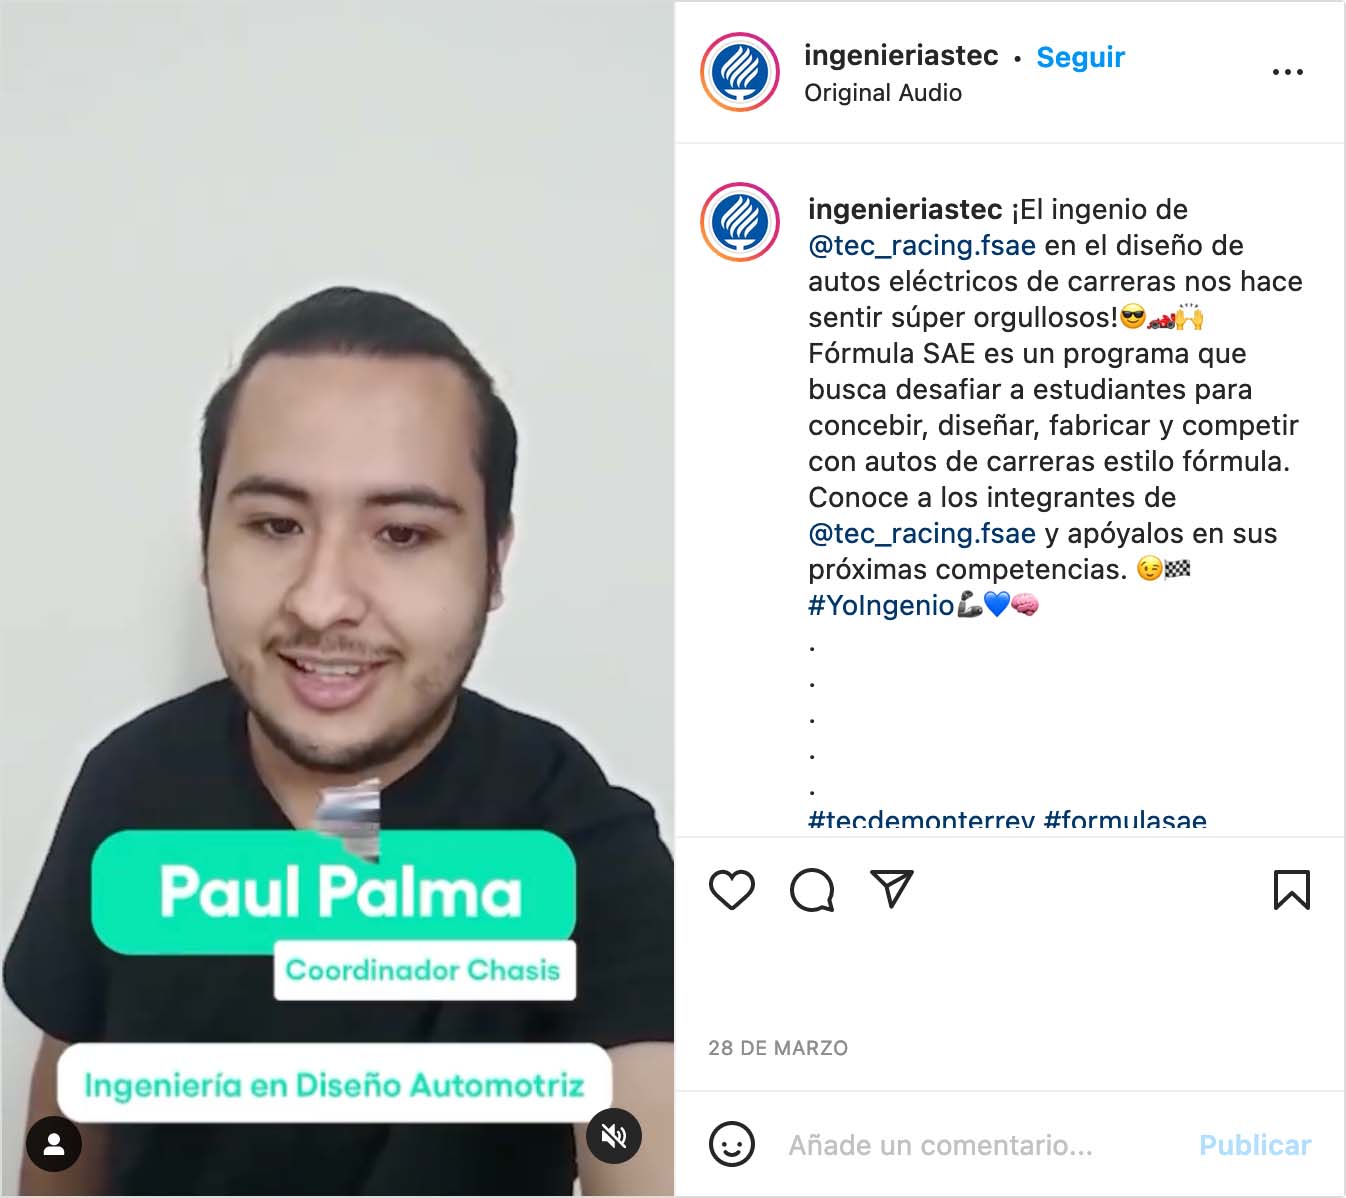 Paul Palma
Coordinador Chasis
Ingeniería en Diseño Automotriz
ingenieriastec • Seguir
Original Audio
ingenieriastec ¡El ingenio de
@tec_racing.fsae en el diseño de
autos eléctricos de carreras nos hace
sentir súper orgullosos!😎🏎️🙌
Fórmula SAE es un programa que
busca desafiar a estudiantes para
concebir, diseñar, fabricar y competir
con autos de carreras estilo fórmula.
Conoce a los integrantes de
@tec_racing.fsae y apóyalos en sus
próximas competencias. 😉🏁
#YoIngenio🦾💙🧠
.
.
.
.
.
#tecdemonterrey #formulasae
28 DE MARZO
Añade un comentario... Publicar